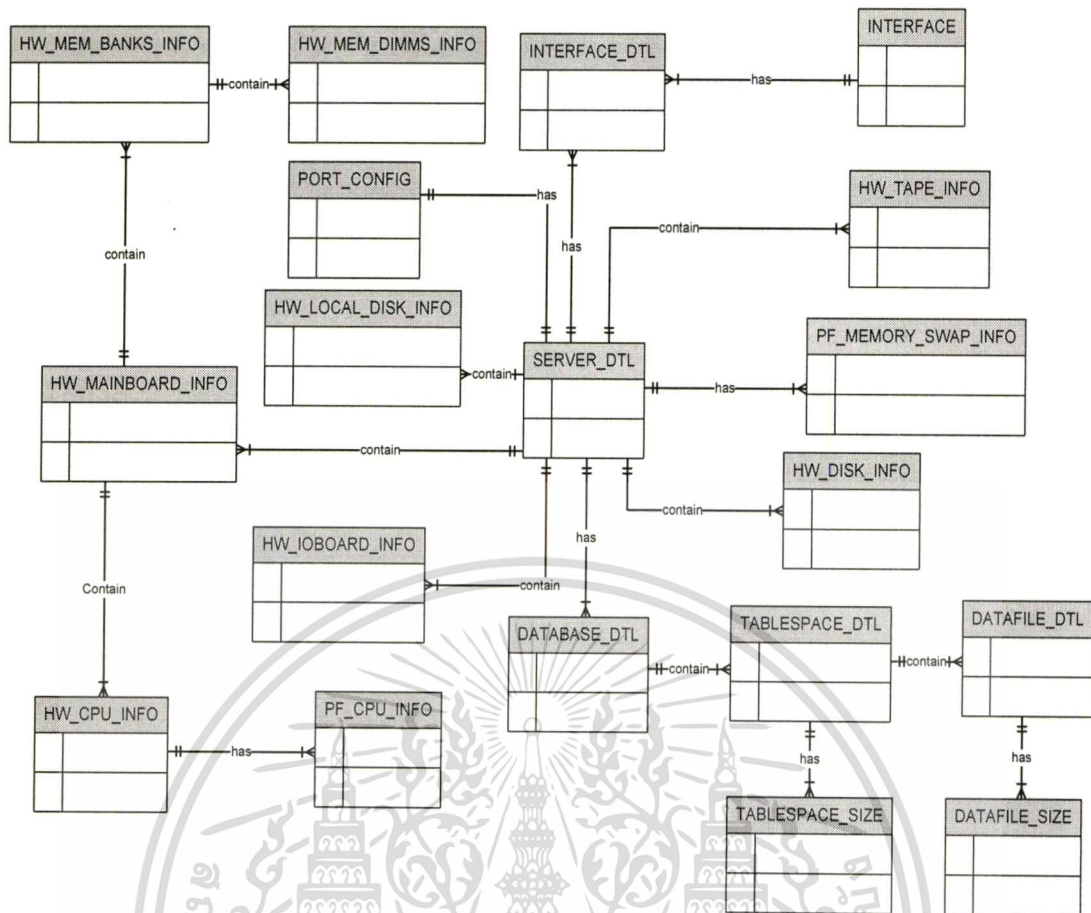 HW_MEM_BANKS_INFO
contain
HW_MEM_DIMMS_INFO
INTERFACE_DTL
has
INTERFACE
PORT_CONFIG
has
has
contain
HW_TAPE_INFO
contain
HW_LOCAL_DISK_INFO
contain
SERVER_DTL
has
PF_MEMORY_SWAP_INFO
HW_MAINBOARD_INFO
contain
contain
HW_DISK_INFO
HW_IOBOARD_INFO
contain
has
Contain
DATABASE_DTL
contain
TABLESPACE_DTL
contain
DATAFILE_DTL
HW_CPU_INFO
has
PF_CPU_INFO
has
has
TABLESPACE_SIZE
DATAFILE_SIZE